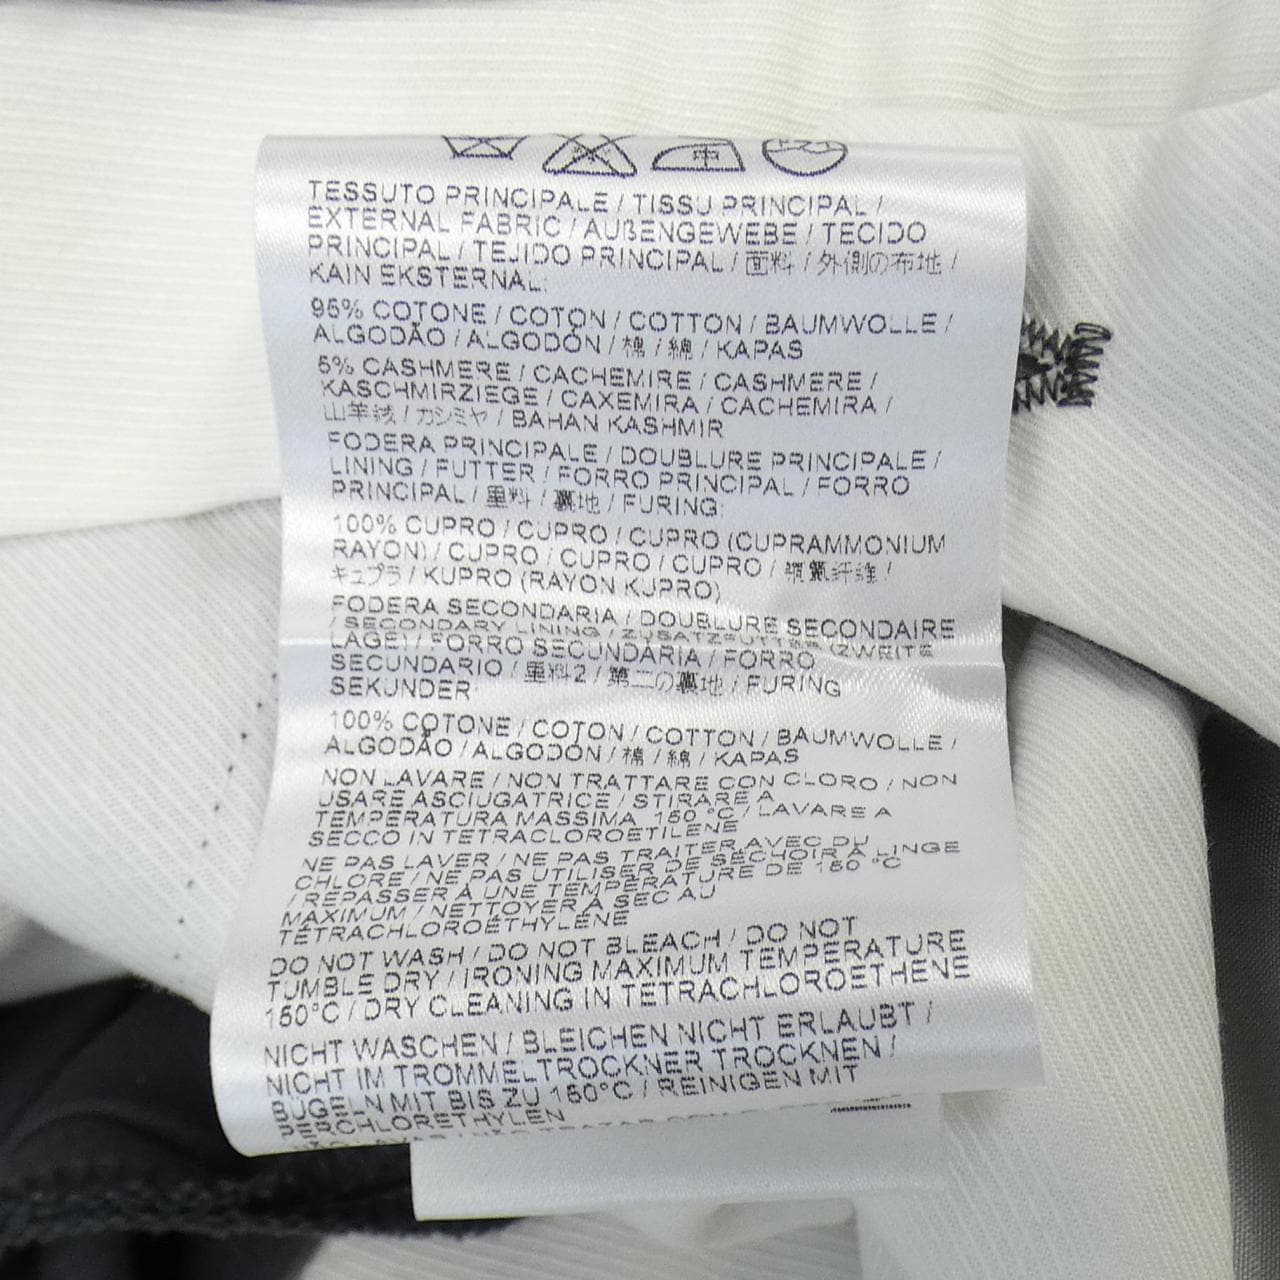 TESSUTO PRINCIPALE / TISSU PRINCIPAL /
EXTERNAL FABRIC / AUßENGEWEBE / TECIDO
PRINCIPAL / TEJIDO PRINCIPAL / 面料 / 外側の布地 /
KAIN EKSTERNAL:
95% COTONE / COTON / COTTON / BAUMWOLLE /
ALGODÃO / ALGODÓN / 棉 / 綿 / KAPAS
5% CASHMERE / CACHEMIRE / CASHMERE /
KASCHMIRZIEGE / CAXEMIRA / CACHEMIRA /
山羊绒 / カシミヤ / BAHAN KASHMIR
FODERA PRINCIPALE / DOUBLURE PRINCIPALE /
LINING / FUTTER / FORRO PRINCIPAL / FORRO
PRINCIPAL / 里料 / 裏地 / FURING:
100% CUPRO / CUPRO / CUPRO (CUPRAMMONIUM
RAYON) / CUPRO / CUPRO / CUPRO / 铜氨纤维 /
キュプラ / KUPRO (RAYON KUPRO)
FODERA SECONDARIA / DOUBLURE SECONDAIRE
/ SECONDARY LINING / ZUSATZFUTTER (ZWEITE
LAGE) / FORRO SECUNDÁRIA / FORRO
SECUNDARIO / 里料2 / 第二の裏地 / FURING
SEKUNDER:
100% COTONE / COTON / COTTON / BAUMWOLLE /
ALGODÃO / ALGODÓN / 棉 / 綿 / KAPAS
NON LAVARE / NON TRATTARE CON CLORO / NON
USARE ASCIUGATRICE / STIRARE A
TEMPERATURA MASSIMA 150 °C / LAVARE A
SECCO IN TETRACLOROETILENE
NE PAS LAVER / NE PAS TRAITER AVEC DU
CHLORE / NE PAS UTILISER DE SÉCHOIR À LINGE
/ REPASSER À UNE TEMPÉRATURE DE 150 °C
MAXIMUM / NETTOYER À SEC AU
TÉTRACHLOROÉTHYLÈNE
DO NOT WASH / DO NOT BLEACH / DO NOT
TUMBLE DRY / IRONING MAXIMUM TEMPERATURE
150°C / DRY CLEANING IN TETRACHLOROETHENE
NICHT WASCHEN / BLEICHEN NICHT ERLAUBT /
NICHT IM TROMMELTROCKNER TROCKNEN /
BÜGELN MIT BIS ZU 150°C / REINIGEN MIT
PERCHLORETHYLEN